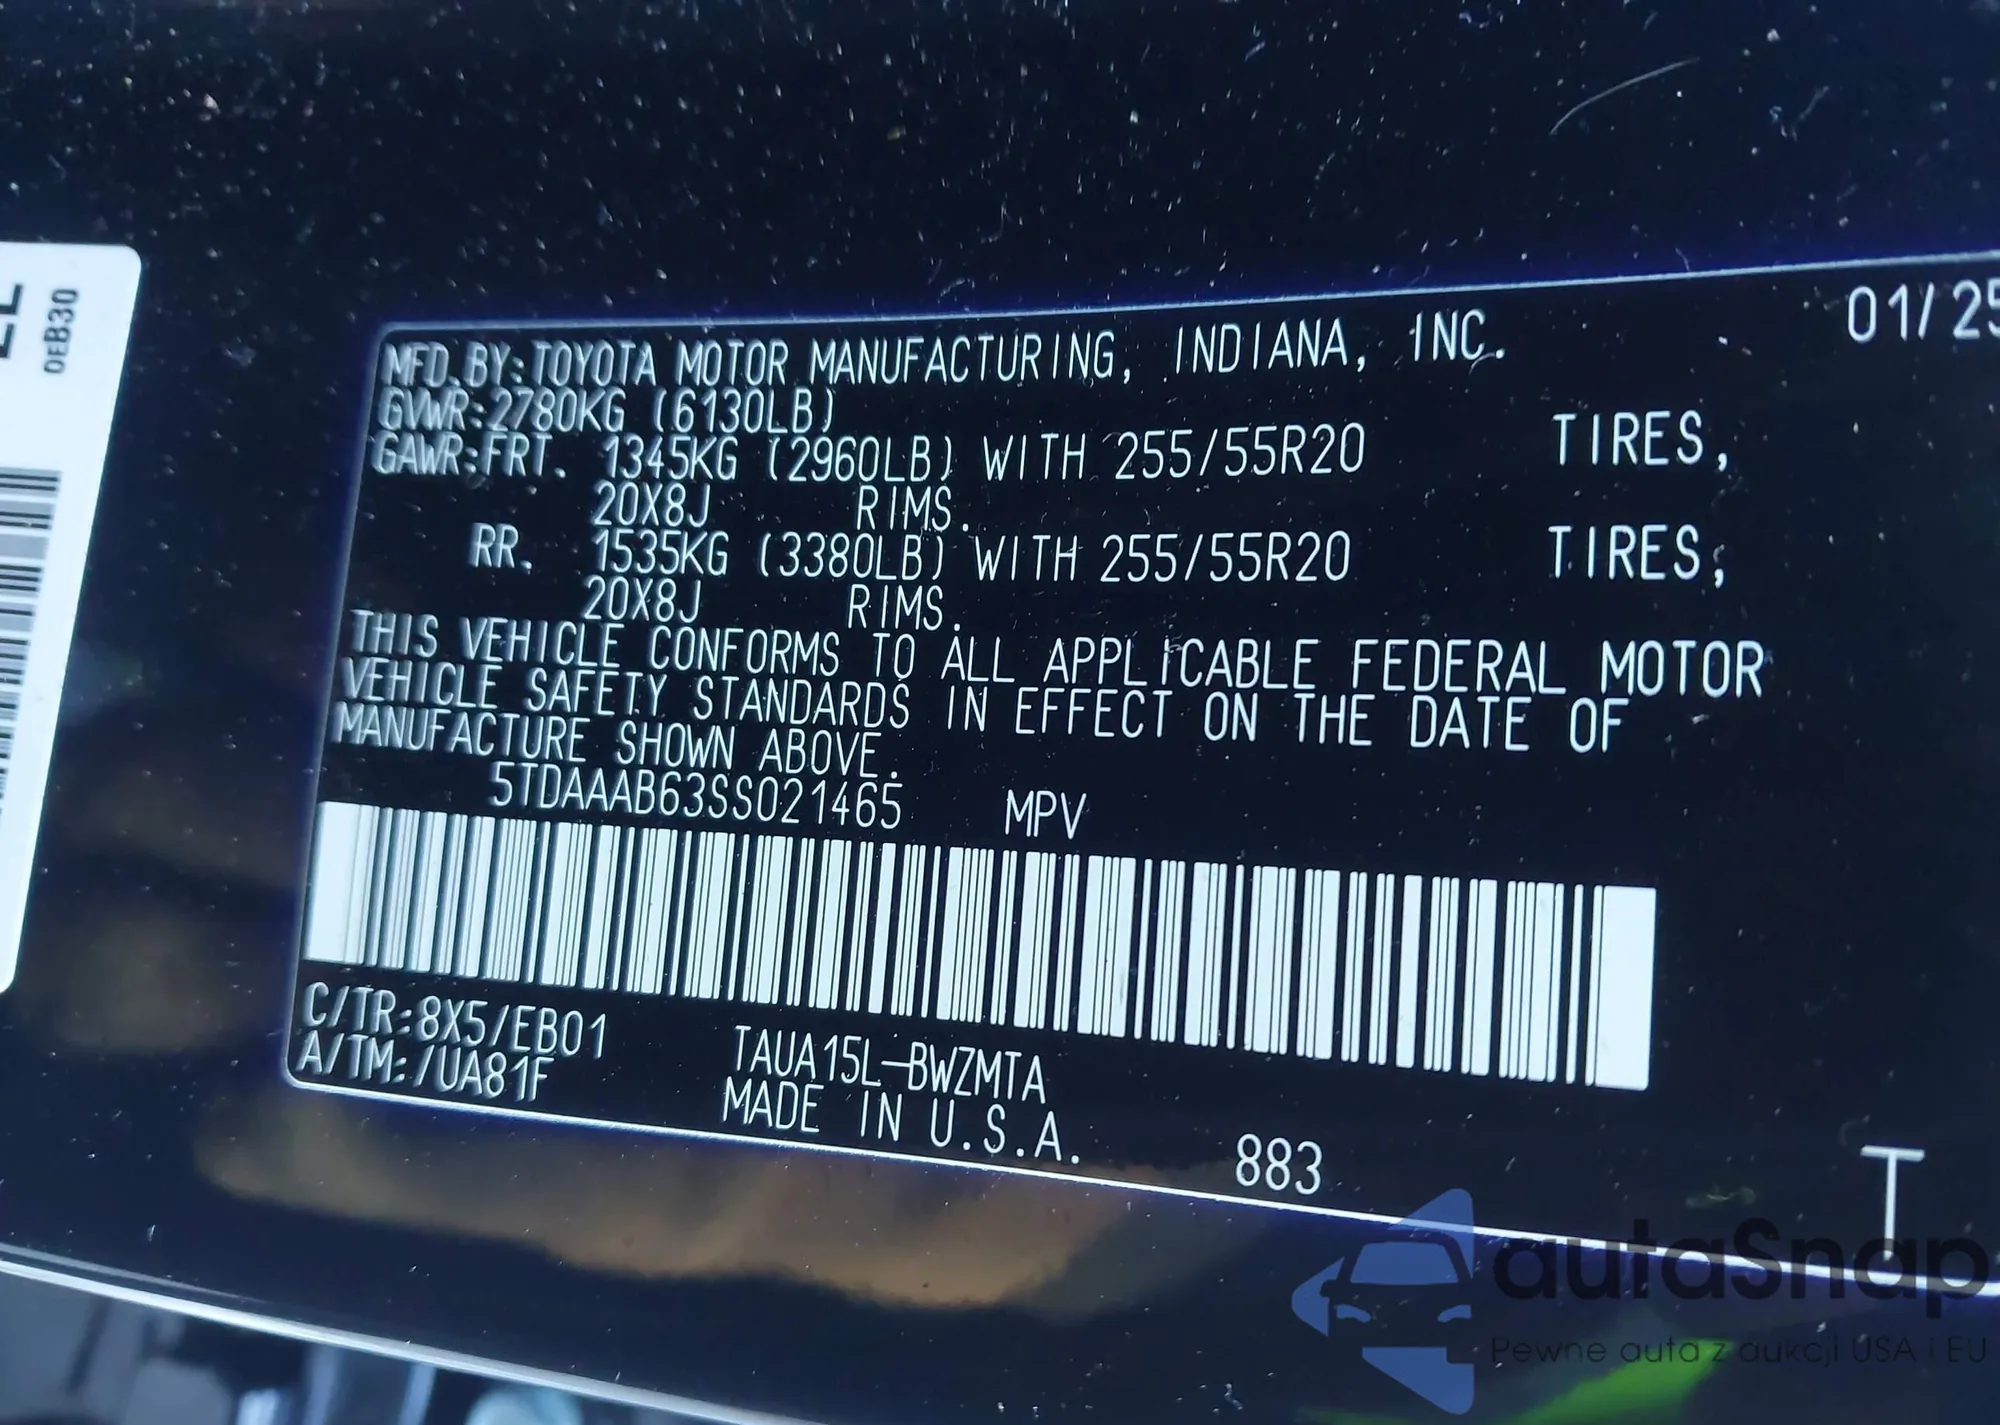 0EB30
01/25
MFD.BY:TOYOTA MOTOR MANUFACTURING, INDIANA, INC.
GVWR:2780KG (6130LB)
GAWR:FRT. 1345KG (2960LB) WITH 255/55R20 TIRES,
20X8J RIMS.
RR. 1535KG (3380LB) WITH 255/55R20 TIRES,
20X8J RIMS.
THIS VEHICLE CONFORMS TO ALL APPLICABLE FEDERAL MOTOR
VEHICLE SAFETY STANDARDS IN EFFECT ON THE DATE OF
MANUFACTURE SHOWN ABOVE.
5TDAAAB63SS021465 MPV
C/TR:8X5/EB01 TAUA15L-BWZMTA
A/TM:/UA81F MADE IN U.S.A. 883
T
autaSnap
Pewne auta z aukcji USA i EU